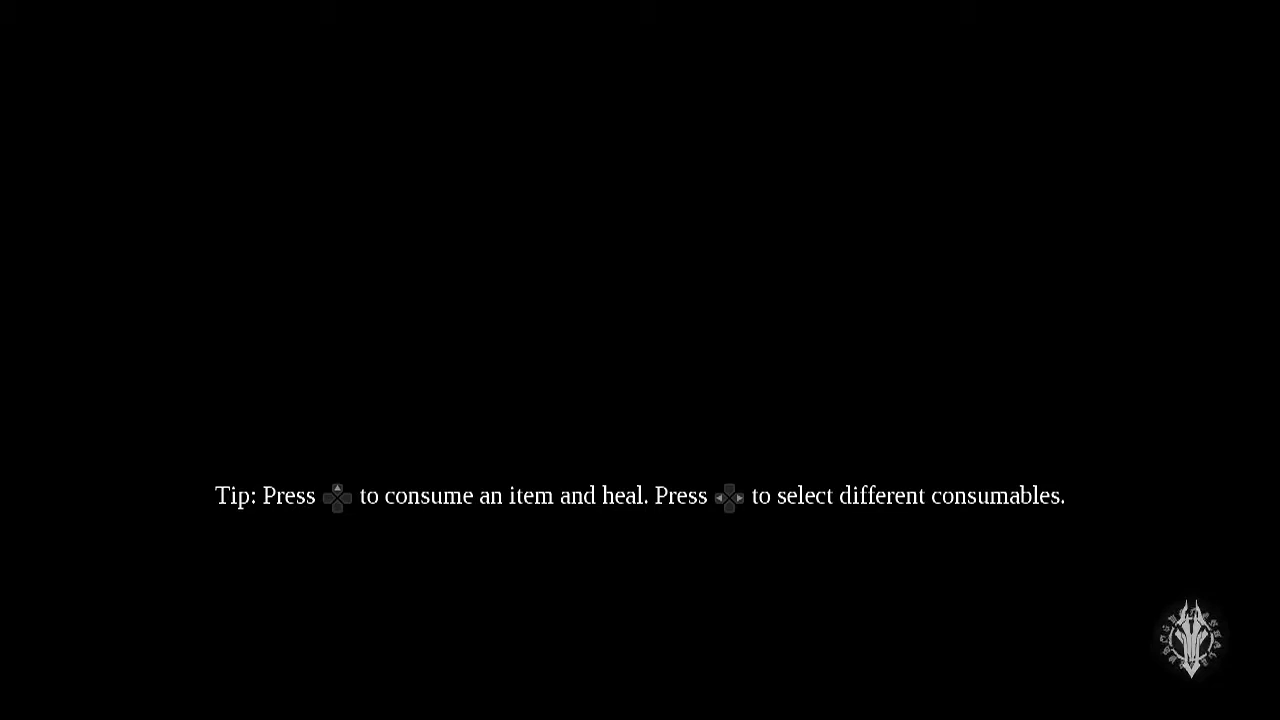 Tip: Press to consume an item and heal. Press to select different consumables.